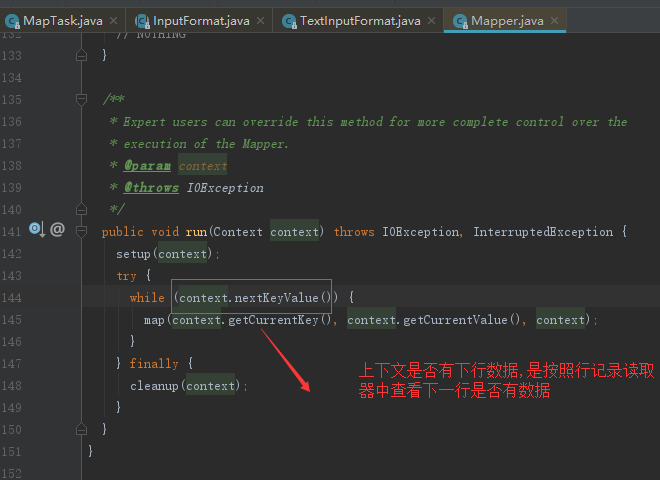 MapTask.java InputFormat.java TextInputFormat.java Mapper.java
132 // NOTHING
133 }
134
135 /**
136 * Expert users can override this method for more complete control over the
137 * execution of the Mapper.
138 * @param context
139 * @throws IOException
140 */
141 public void run(Context context) throws IOException, InterruptedException {
142 setup(context);
143 try {
144 while (context.nextKeyValue()) {
145 map(context.getCurrentKey(), context.getCurrentValue(), context);
146 }
147 } finally {
148 cleanup(context);
149 }
150 }
151 }
152
上下文是否有下行数据,是按照行记录读取
器中查看下一行是否有数据